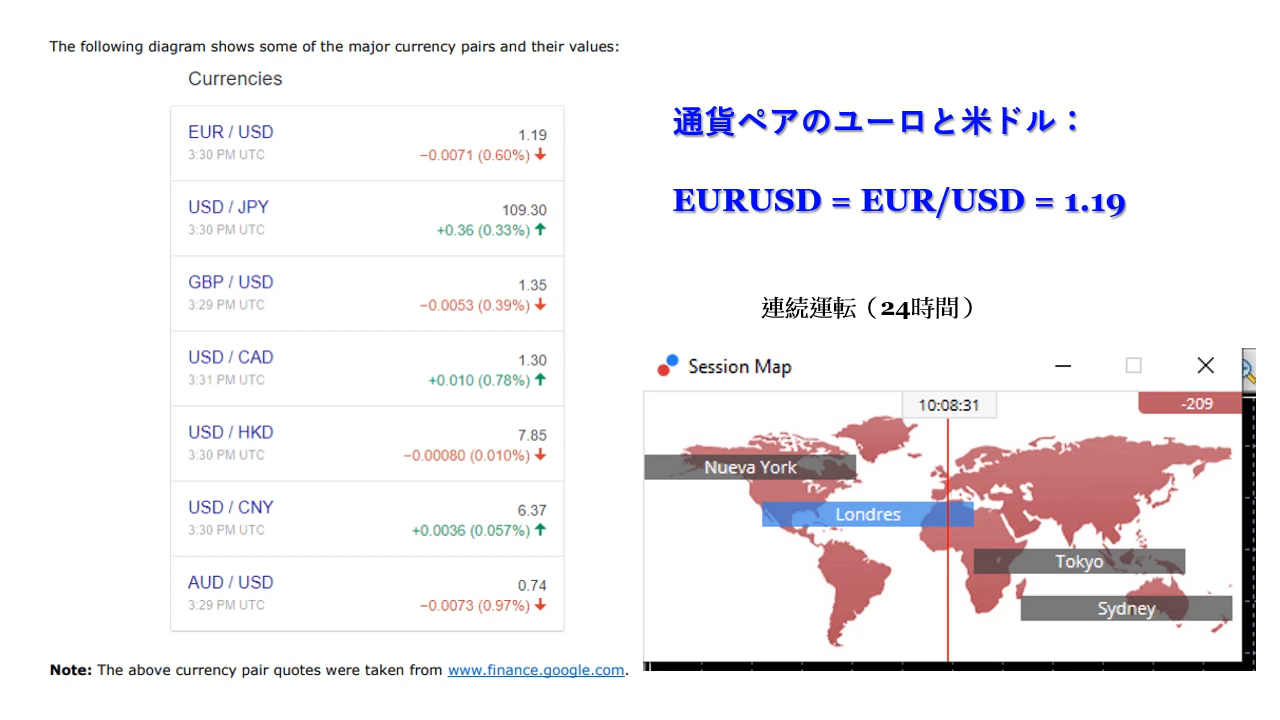 The following diagram shows some of the major currency pairs and their values:
Currencies
EUR / USD 1.19
3:30 PM UTC −0.0071 (0.60%)
USD / JPY 109.30
3:30 PM UTC +0.36 (0.33%)
GBP / USD 1.35
3:29 PM UTC −0.0053 (0.39%)
USD / CAD 1.30
3:31 PM UTC +0.010 (0.78%)
USD / HKD 7.85
3:30 PM UTC −0.00080 (0.010%)
USD / CNY 6.37
3:30 PM UTC +0.0036 (0.057%)
AUD / USD 0.74
3:29 PM UTC −0.0073 (0.97%)
Note: The above currency pair quotes were taken from www.finance.google.com.
通貨ペアのユーロと米ドル：
EURUSD = EUR/USD = 1.19
連続運転（24時間）
Session Map
10:08:31 -209
Nueva York
Londres
Tokyo
Sydney